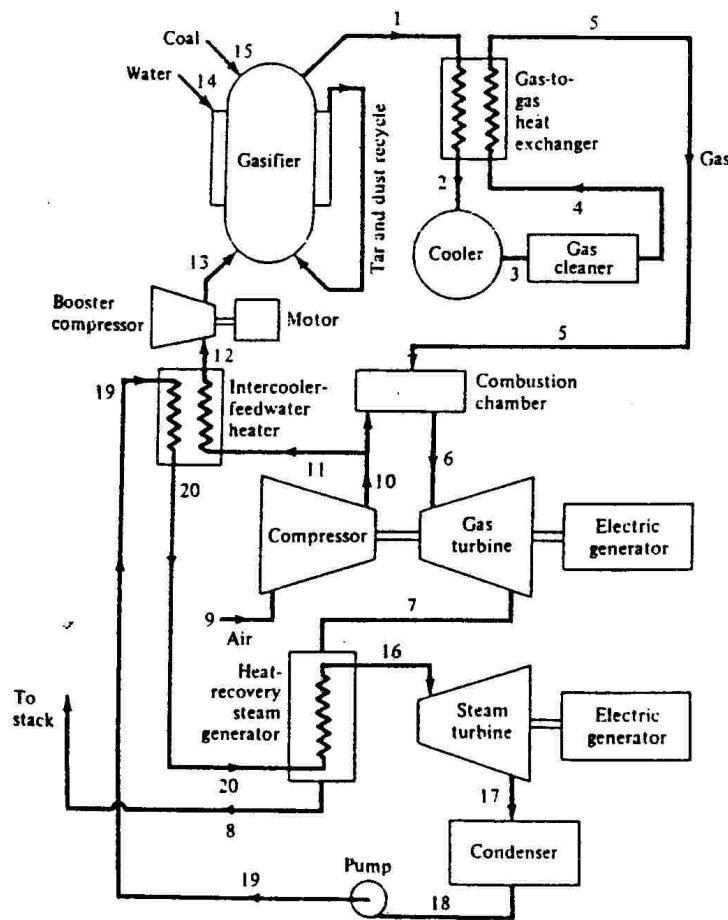 1
5
Coal
15
Water
14
Gas-to-
gas
heat
exchanger
Gasifier
Tar and dust recycle
Gas
2
4
Cooler
3
Gas
cleaner
13
Booster
compressor
Motor
5
12
19
Intercooler-
feedwater
heater
Combustion
chamber
11
10
6
20
Compressor
Gas
turbine
Electric
generator
9
Air
7
16
Heat-
recovery
steam
generator
To
stack
Steam
turbine
Electric
generator
20
8
17
Condenser
Pump
19
18